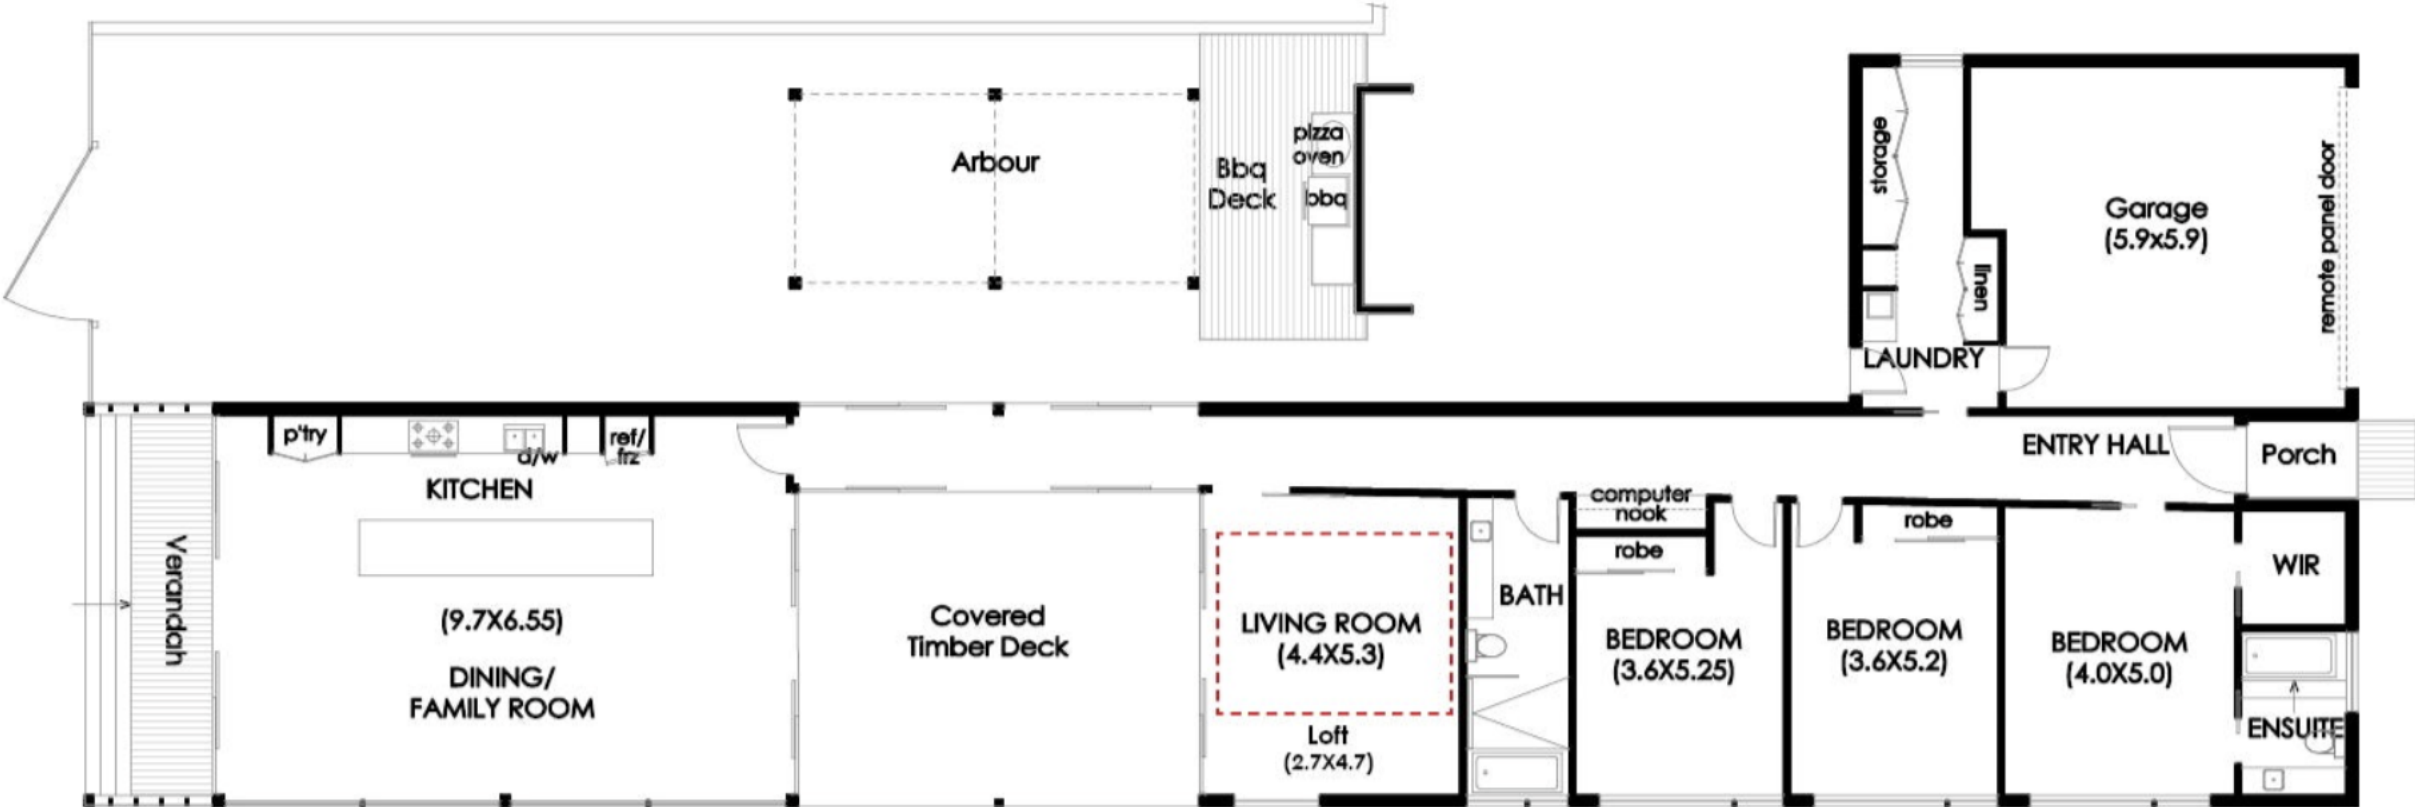 Arbour
Bbq
Deck
pizza
oven
bbq
storage
linen
LAUNDRY
Garage
(5.9x5.9)
remote panel door
p'try
d/w
ref/
frz
KITCHEN
ENTRY HALL
Porch
Verandah
(9.7X6.55)
DINING/
FAMILY ROOM
Covered
Timber Deck
LIVING ROOM
(4.4X5.3)
Loft
(2.7X4.7)
BATH
computer
nook
robe
BEDROOM
(3.6X5.25)
robe
BEDROOM
(3.6X5.2)
BEDROOM
(4.0X5.0)
WIR
ENSUITE